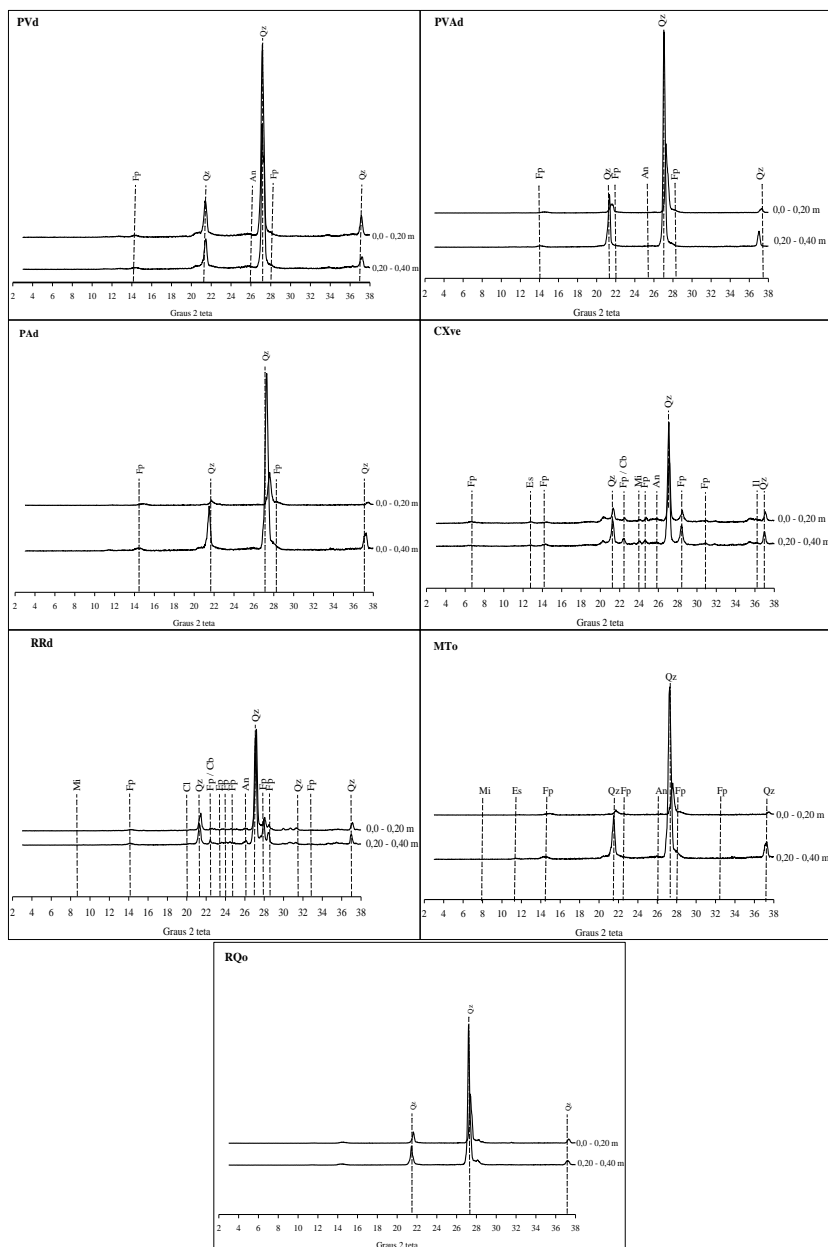 PVd
Qz
Fp
Qz
An
Fp
Qz
0,0 - 0,20 m
0,20 - 0,40 m
2 4 6 8 10 12 14 16 18 20 22 24 26 28 30 32 34 36 38
Graus 2 teta
PVAd
Qz
Fp
Qz
Fp
An
Fp
Qz
0,0 - 0,20 m
0,20 - 0,40 m
2 4 6 8 10 12 14 16 18 20 22 24 26 28 30 32 34 36 38
Graus 2 teta
PAd
Qz
Fp
Qz
Fp
Qz
0,0 - 0,20 m
0,0 - 0,40 m
2 4 6 8 10 12 14 16 18 20 22 24 26 28 30 32 34 36 38
Graus 2 teta
CXve
Qz
Fp
Es
Fp
Qz
Fp / Cb
Mi
Fp
An
Fp
Fp
Il
Qz
0,0 - 0,20 m
0,20 - 0,40 m
2 4 6 8 10 12 14 16 18 20 22 24 26 28 30 32 34 36 38
Graus 2 teta
RRd
Qz
Mi
Fp
Cl
Qz
Fp / Cb
Fp
Fp
Fp
An
Fp
Fp
Qz
Fp
Qz
0,0 - 0,20 m
0,20 - 0,40 m
2 4 6 8 10 12 14 16 18 20 22 24 26 28 30 32 34 36 38
Graus 2 teta
MTo
Qz
Mi
Es
Fp
Qz
Fp
An
Fp
Fp
Qz
0,0 - 0,20 m
0,20 - 0,40 m
2 4 6 8 10 12 14 16 18 20 22 24 26 28 30 32 34 36 38
Graus 2 teta
RQo
Qz
Qz
Qz
0,0 - 0,20 m
0,20 - 0,40 m
2 4 6 8 10 12 14 16 18 20 22 24 26 28 30 32 34 36 38
Graus 2 teta